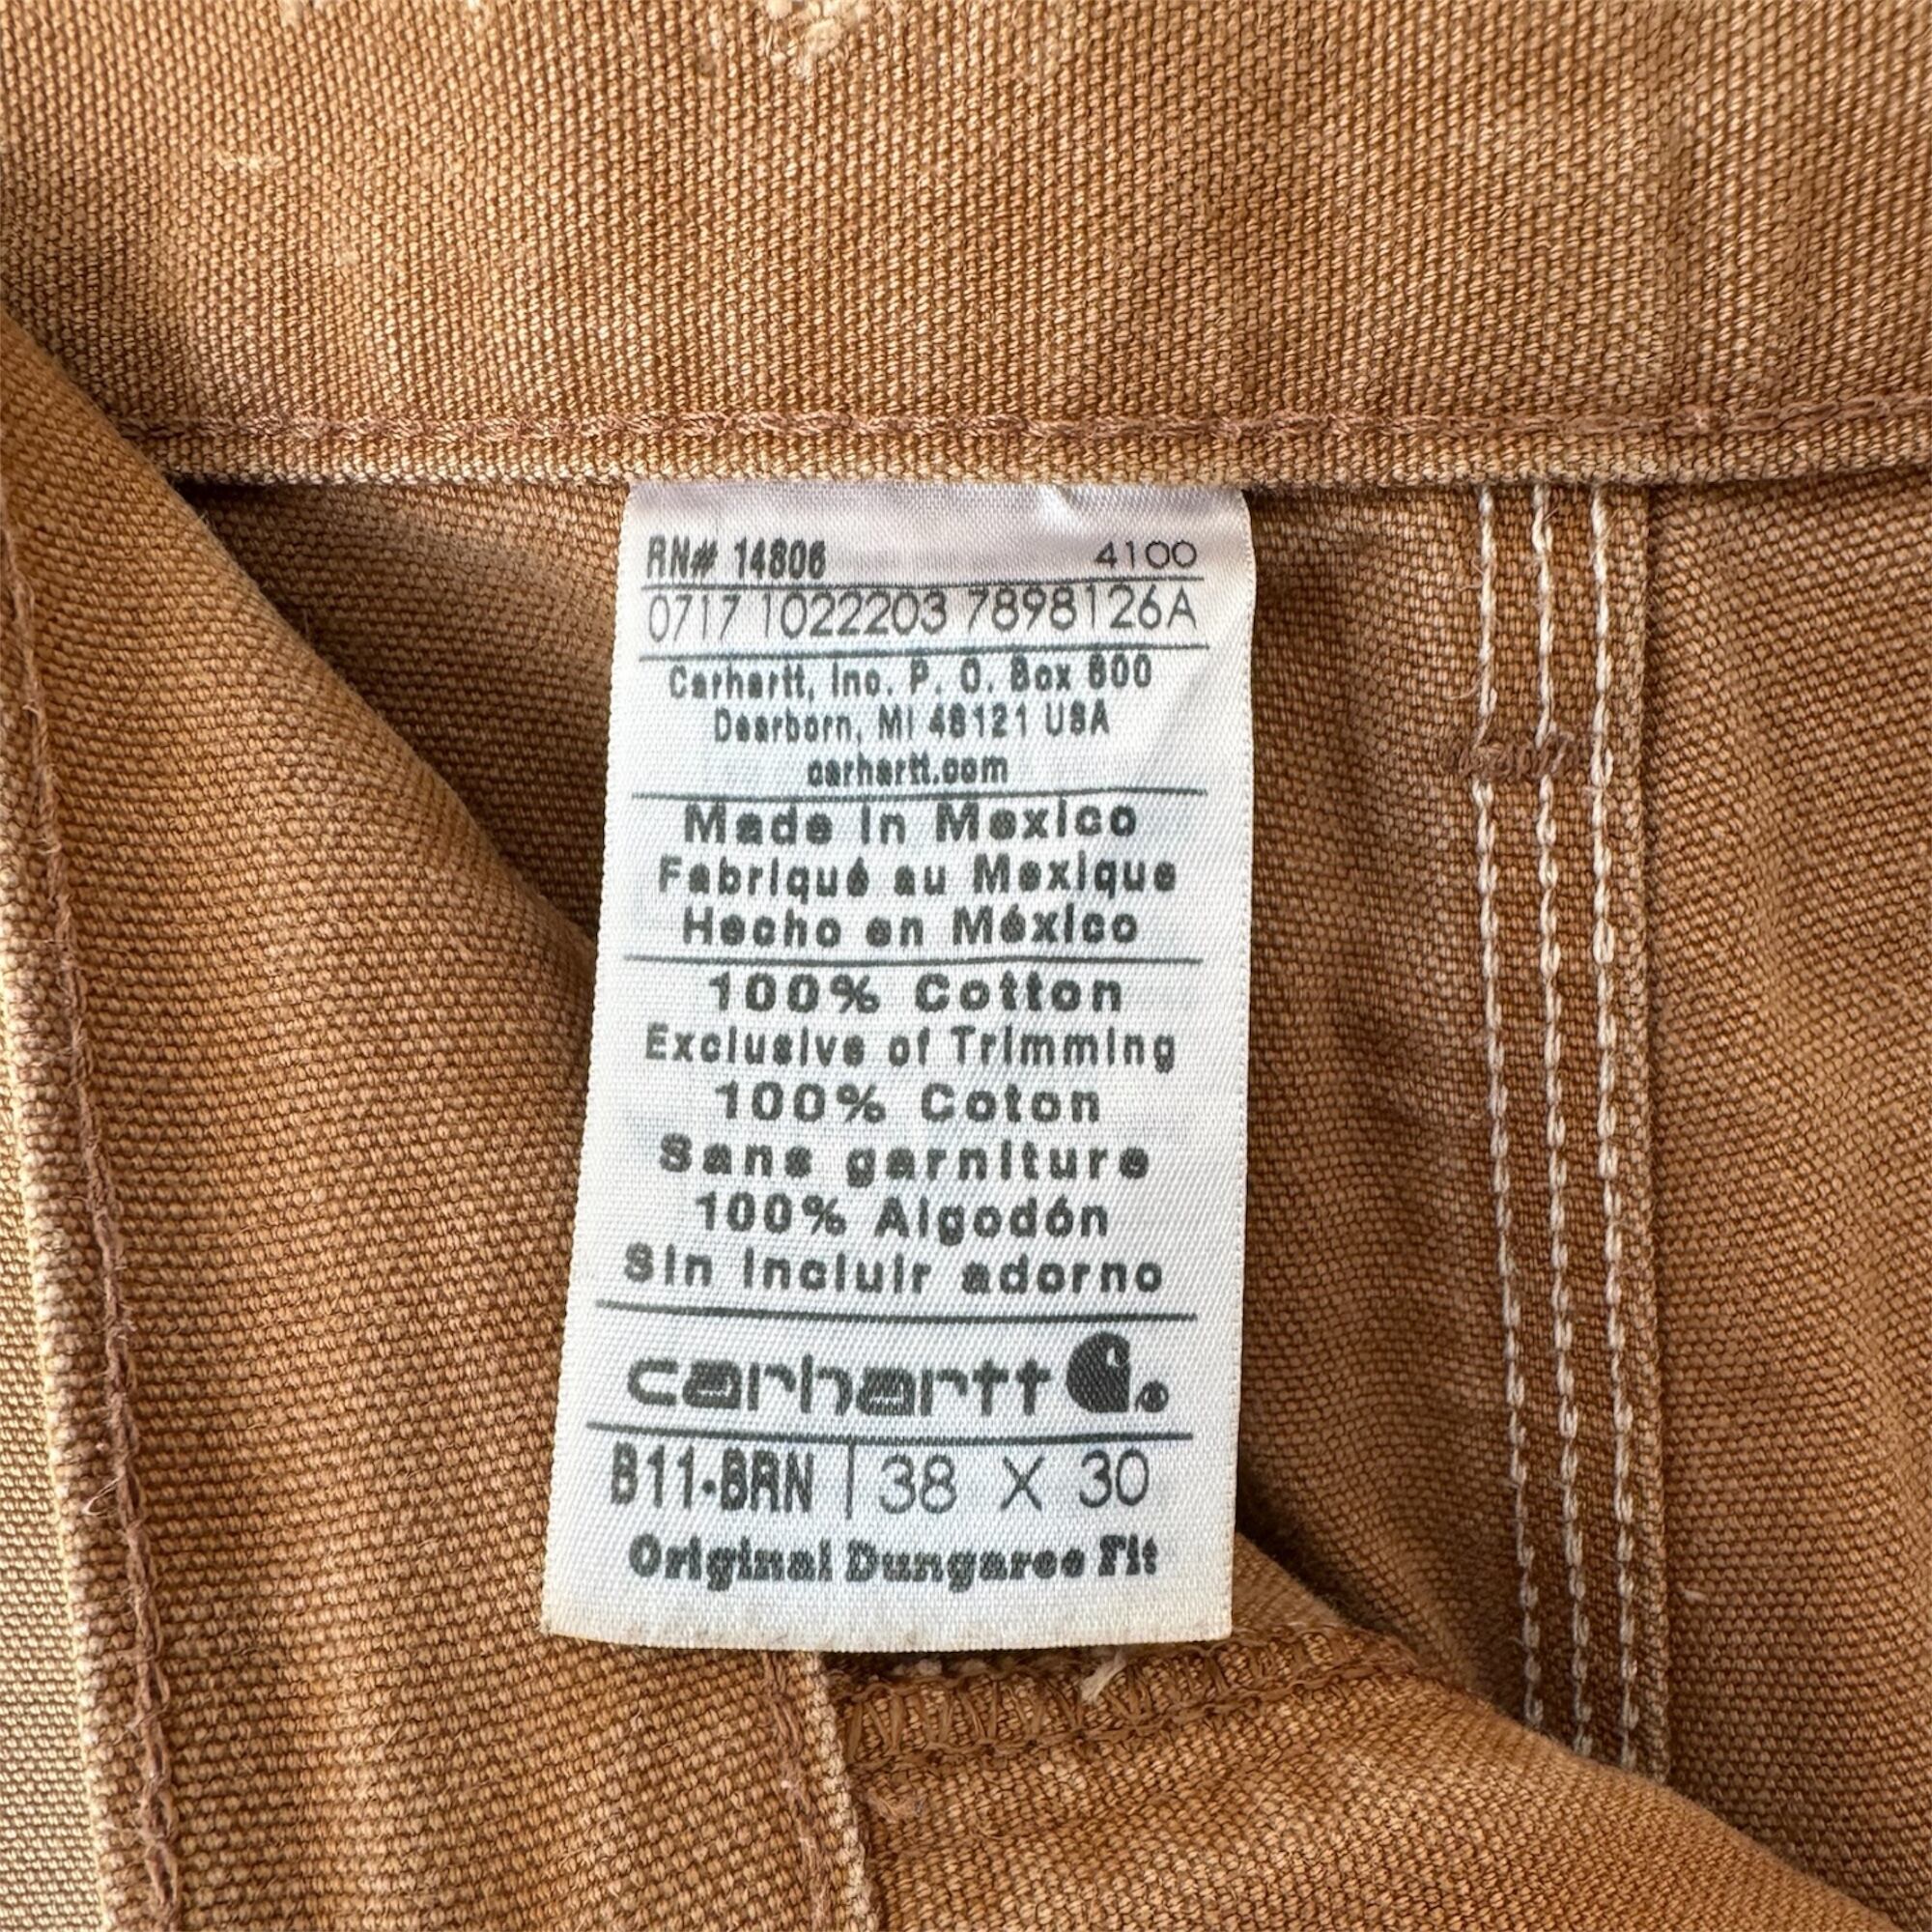 RN# 14806 4100
0717 1022203 7898126A
Carhartt, Inc. P. O. Box 600
Dearborn, MI 48121 USA
carhartt.com
Made in Mexico
Fabriqué au Mexique
Hecho en México
100% Cotton
Exclusive of Trimming
100% Coton
Sans garniture
100% Algodón
Sin incluir adorno
carhartt ®
B11-BRN | 38 X 30
Original Dungaree Fit